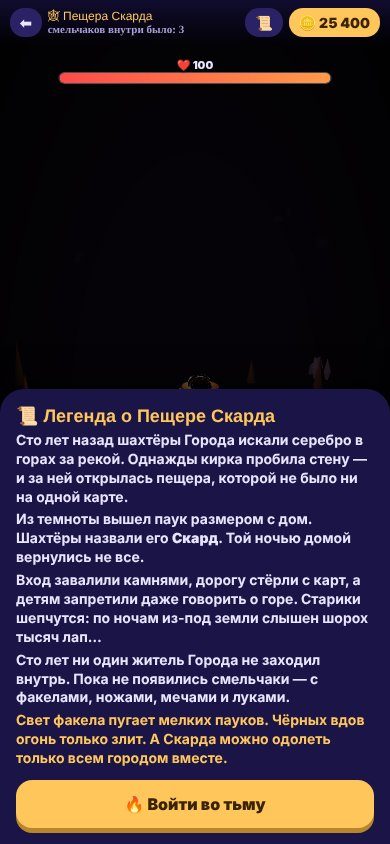 🕸 Пещера Скарда
смельчаков внутри было: 3
25 400
100
Легенда о Пещере Скарда
Сто лет назад шахтёры Города искали серебро в
горах за рекой. Однажды кирка пробила стену —
и за ней открылась пещера, которой не было ни
на одной карте.
Из темноты вышел паук размером с дом.
Шахтёры назвали его Скард. Той ночью домой
вернулись не все.
Вход завалили камнями, дорогу стёрли с карт, а
детям запретили даже говорить о горе. Старики
шепчутся: по ночам из-под земли слышен шорох
тысяч лап...
Сто лет ни один житель Города не заходил
внутрь. Пока не появились смельчаки — с
факелами, ножами, мечами и луками.
Свет факела пугает мелких пауков. Чёрных вдов
огонь только злит. А Скарда можно одолеть
только всем городом вместе.
Войти во тьму